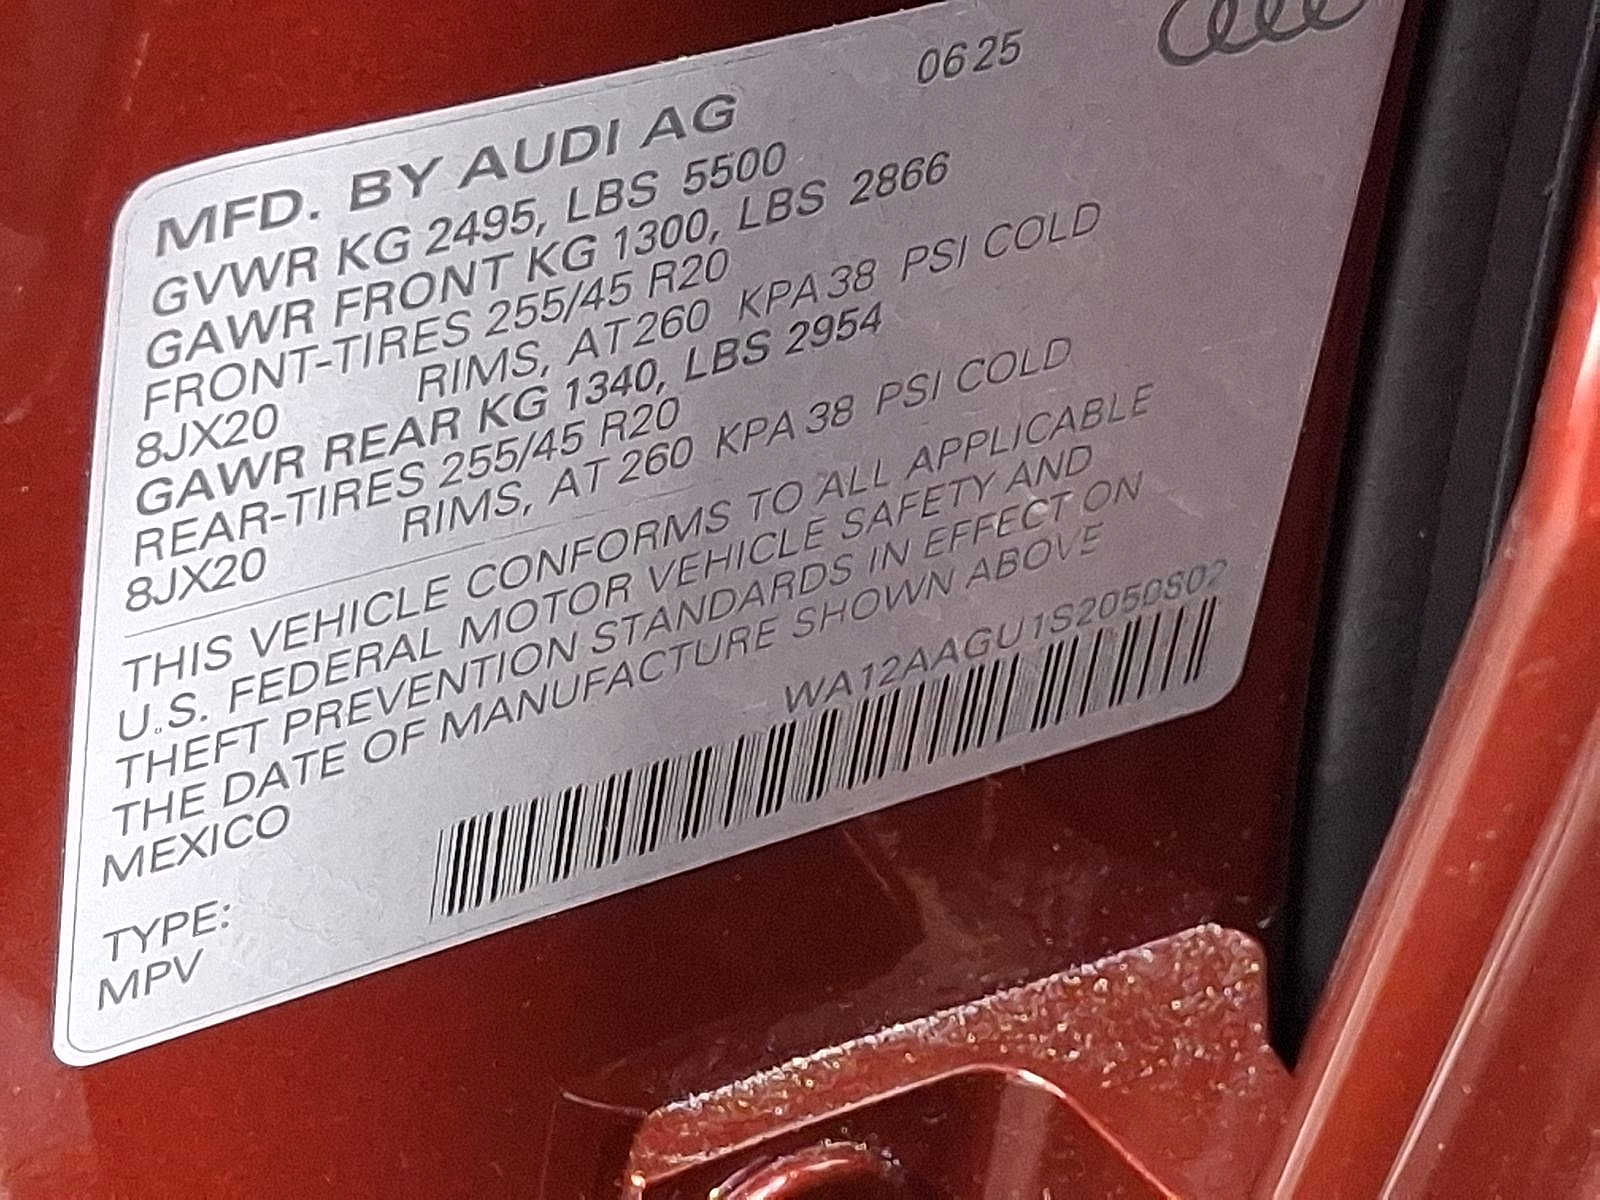 06 25
MFD. BY AUDI AG
GVWR KG 2495, LBS 5500
GAWR FRONT KG 1300, LBS 2866
FRONT-TIRES 255/45 R20
8JX20 RIMS, AT 260 KPA 38 PSI COLD
GAWR REAR KG 1340, LBS 2954
REAR-TIRES 255/45 R20
8JX20 RIMS, AT 260 KPA 38 PSI COLD
THIS VEHICLE CONFORMS TO ALL APPLICABLE
U.S. FEDERAL MOTOR VEHICLE SAFETY AND
THEFT PREVENTION STANDARDS IN EFFECT ON
THE DATE OF MANUFACTURE SHOWN ABOVE
MEXICO
WA12AAGU1S2050802
TYPE:
MPV